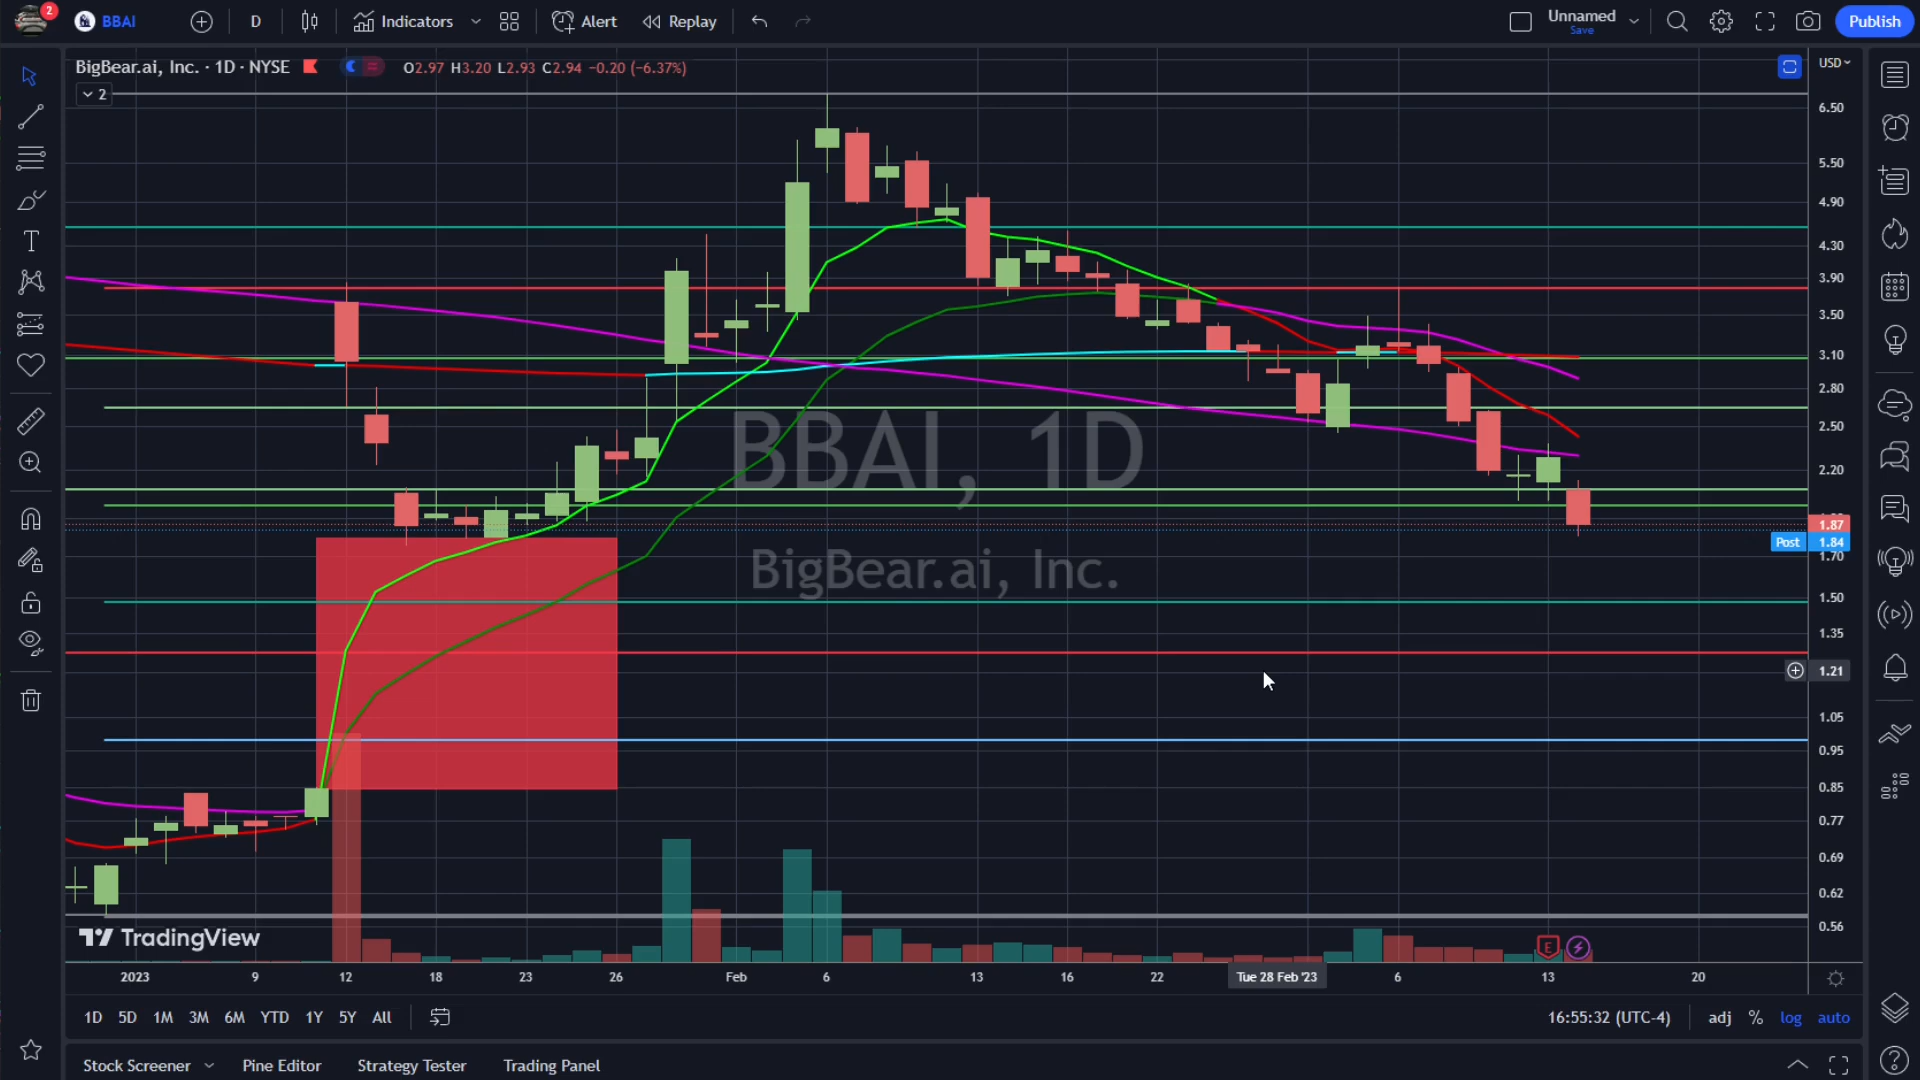 2
BBAI
D
Indicators
Alert
Replay
Unnamed
Save
Publish
BigBear.ai, Inc. · 1D · NYSE
O2.97 H3.20 L2.93 C2.94 −0.20 (−6.37%)
2
USD
6.50
5.50
4.90
4.30
3.90
3.50
3.10
2.80
2.50
2.20
1.87
Post 1.84
1.70
1.50
1.35
1.21
1.05
0.95
0.85
0.77
0.69
0.62
0.56
BBAI, 1D
BigBear.ai, Inc.
TradingView
E
2023 9 12 18 23 26 Feb 6 13 16 22 Tue 28 Feb '23 6 13 20
1D 5D 1M 3M 6M YTD 1Y 5Y All
16:55:32 (UTC-4) adj % log auto
Stock Screener Pine Editor Strategy Tester Trading Panel